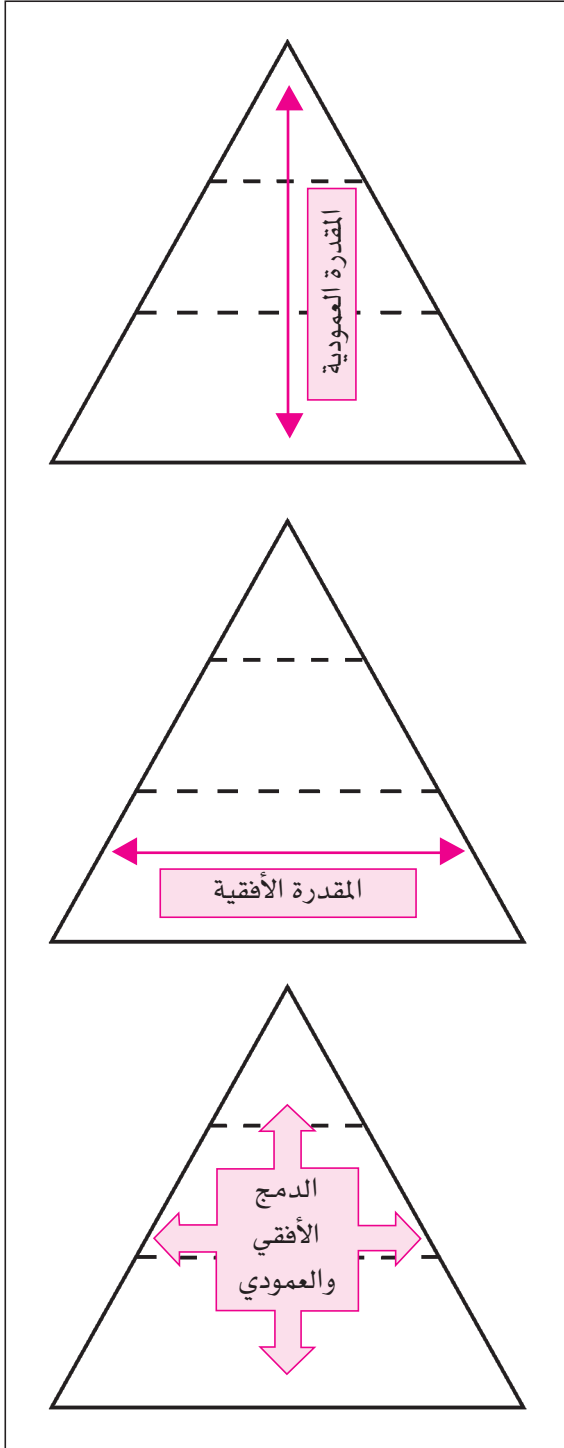 المقدرة العمودية
المقدرة الأفقية
الدمج
الأفقي
والعمودي